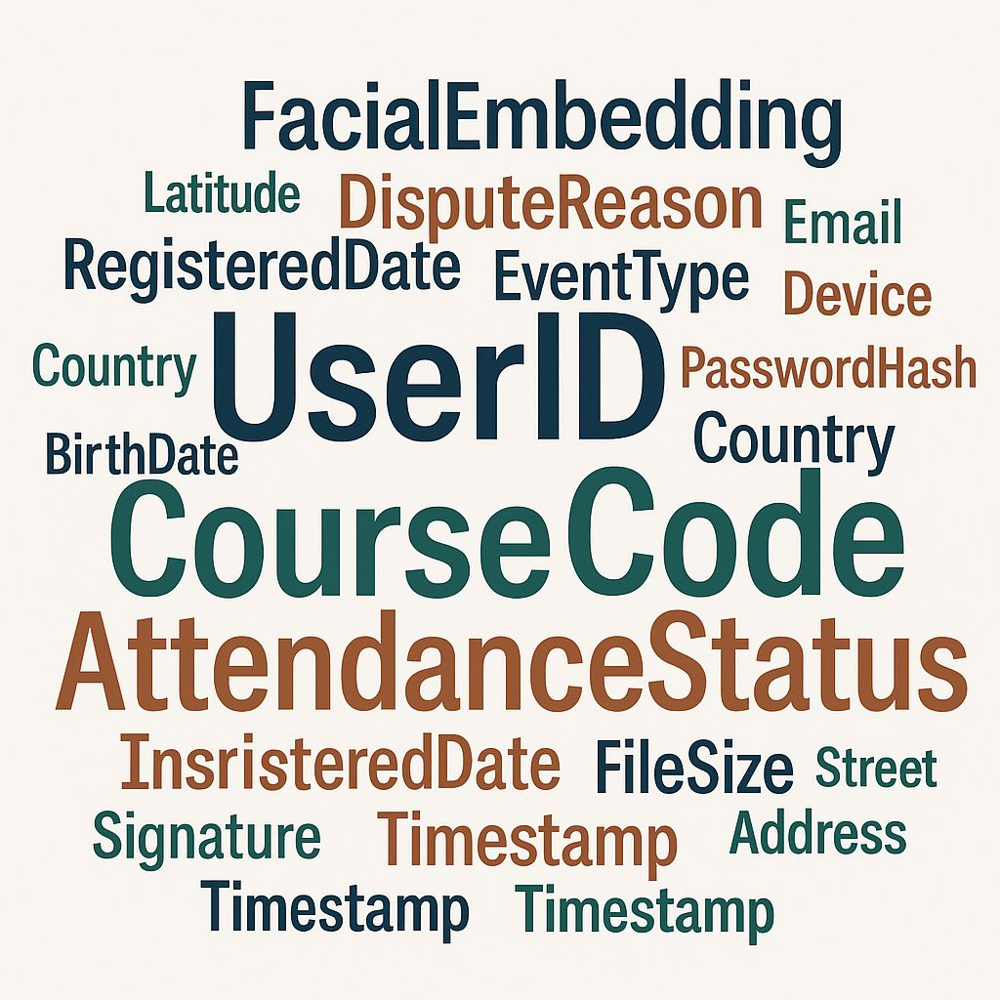 FacialEmbedding
Latitude DisputeReason Email
RegisteredDate EventType Device
Country UserID PasswordHash
BirthDate Country
CourseCode
AttendanceStatus
InsristeredDate FileSize Street
Signature Timestamp Address
Timestamp Timestamp